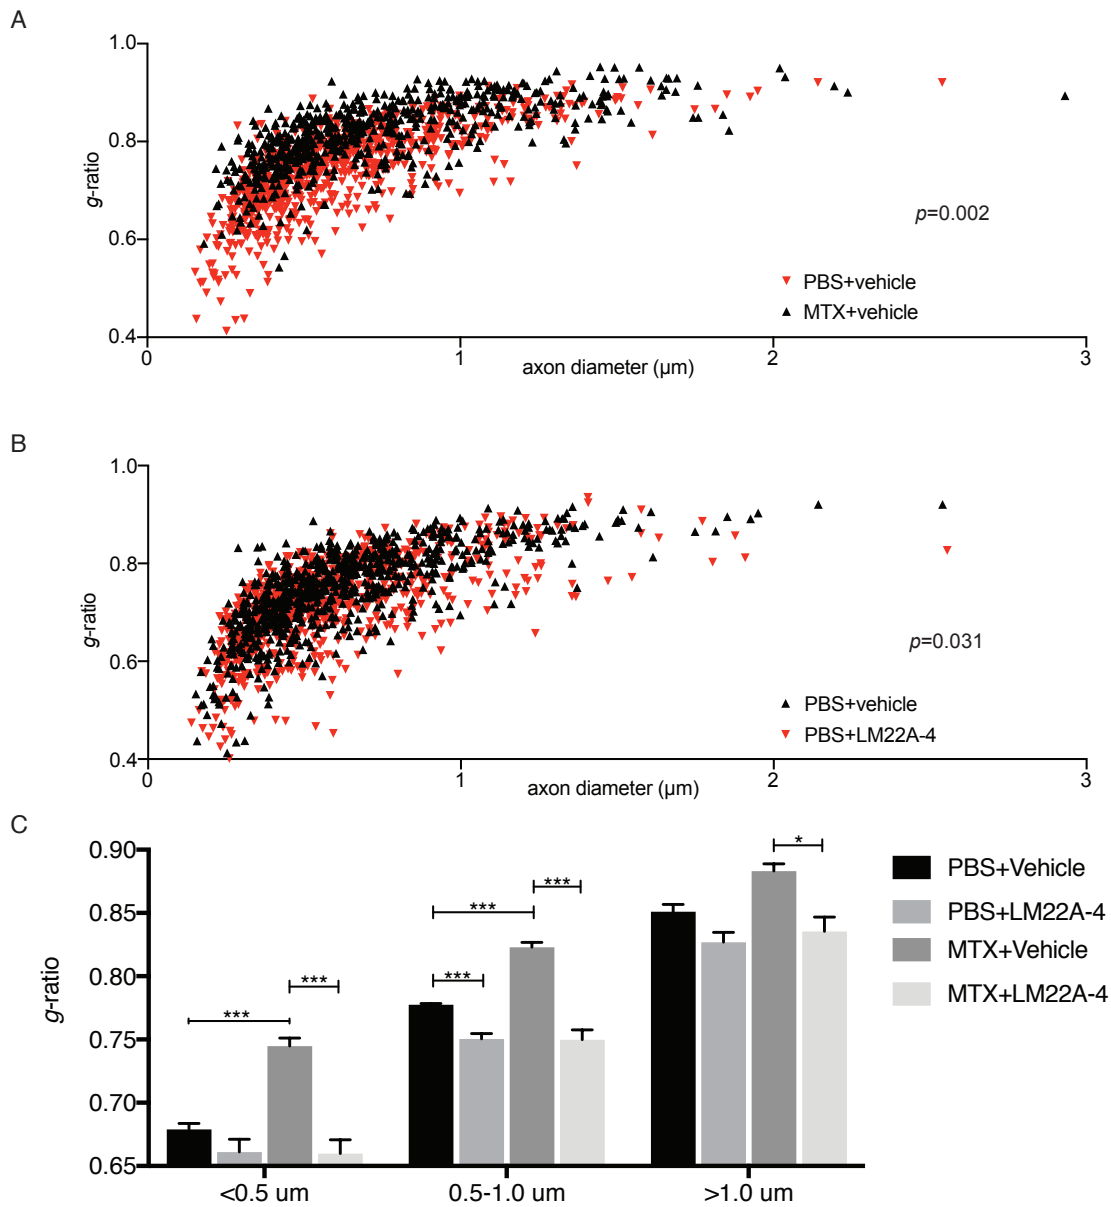 A
1.0
0.8
0.6
0.4
g-ratio
p=0.002
PBS+vehicle
MTX+vehicle
0
1
2
3
axon diameter (µm)
B
1.0
0.8
0.6
0.4
g-ratio
p=0.031
PBS+vehicle
PBS+LM22A-4
0
1
2
3
axon diameter (µm)
C
0.90
0.85
0.80
0.75
0.70
0.65
g-ratio
***
***
***
***
***
*
PBS+Vehicle
PBS+LM22A-4
MTX+Vehicle
MTX+LM22A-4
<0.5 um
0.5-1.0 um
>1.0 um